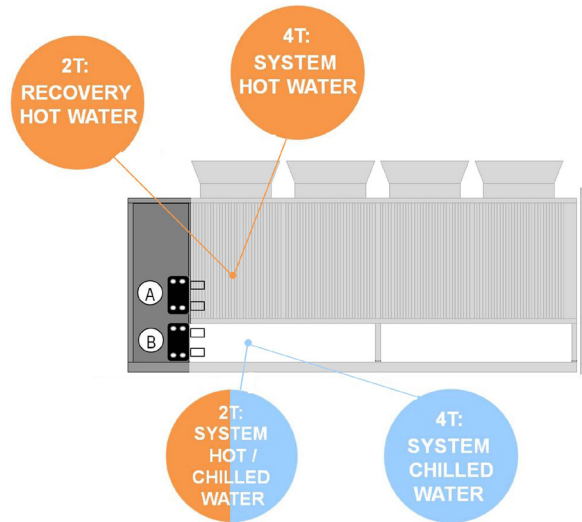 2T:
RECOVERY
HOT WATER
4T:
SYSTEM
HOT WATER
A
B
2T:
SYSTEM
HOT /
CHILLED
WATER
4T:
SYSTEM
CHILLED
WATER